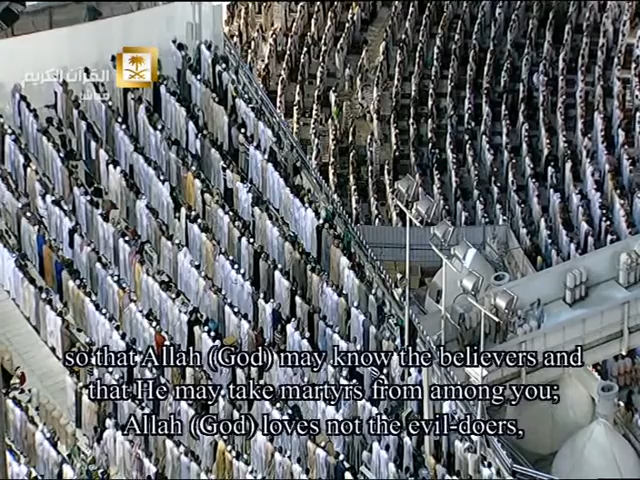 القرآن الكريم
مباشر
so that Allah (God) may know the believers and
that He may take martyrs from among you;
Allah (God) loves not the evil-doers,